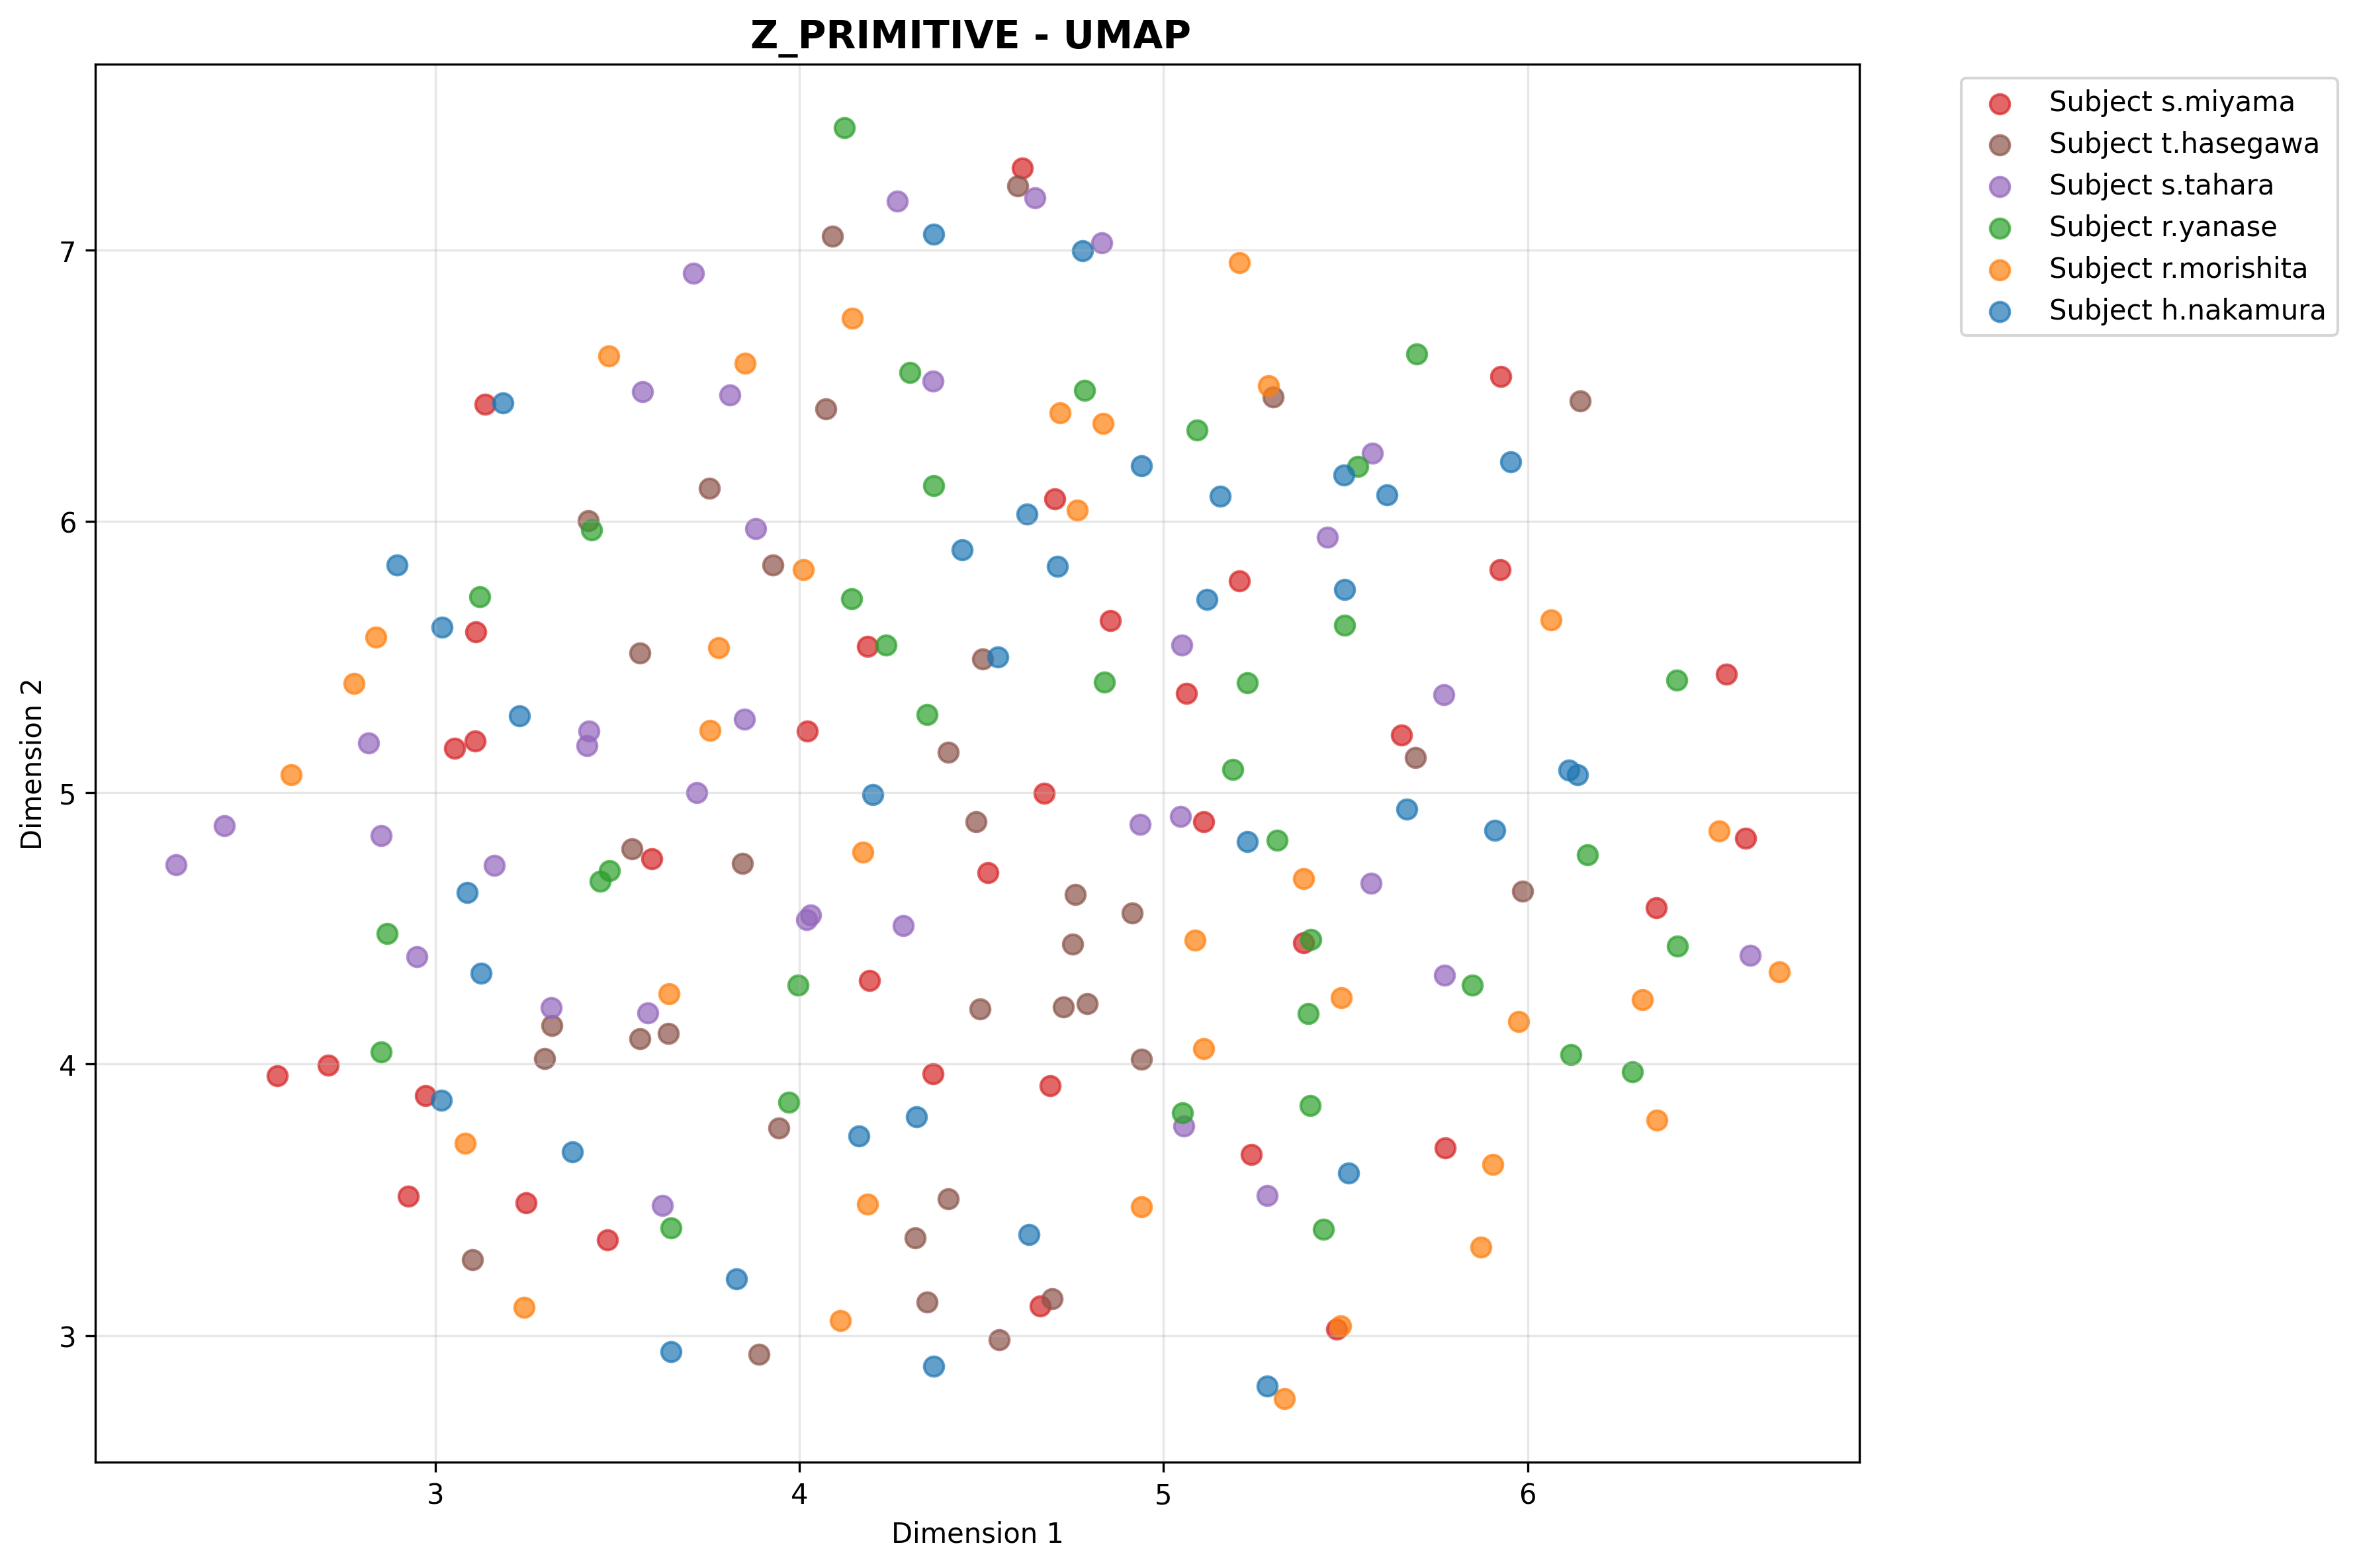 Z_PRIMITIVE - UMAP
Subject s.miyama
Subject t.hasegawa
Subject s.tahara
Subject r.yanase
Subject r.morishita
Subject h.nakamura
Dimension 2
7
6
5
4
3
3 4 5 6
Dimension 1